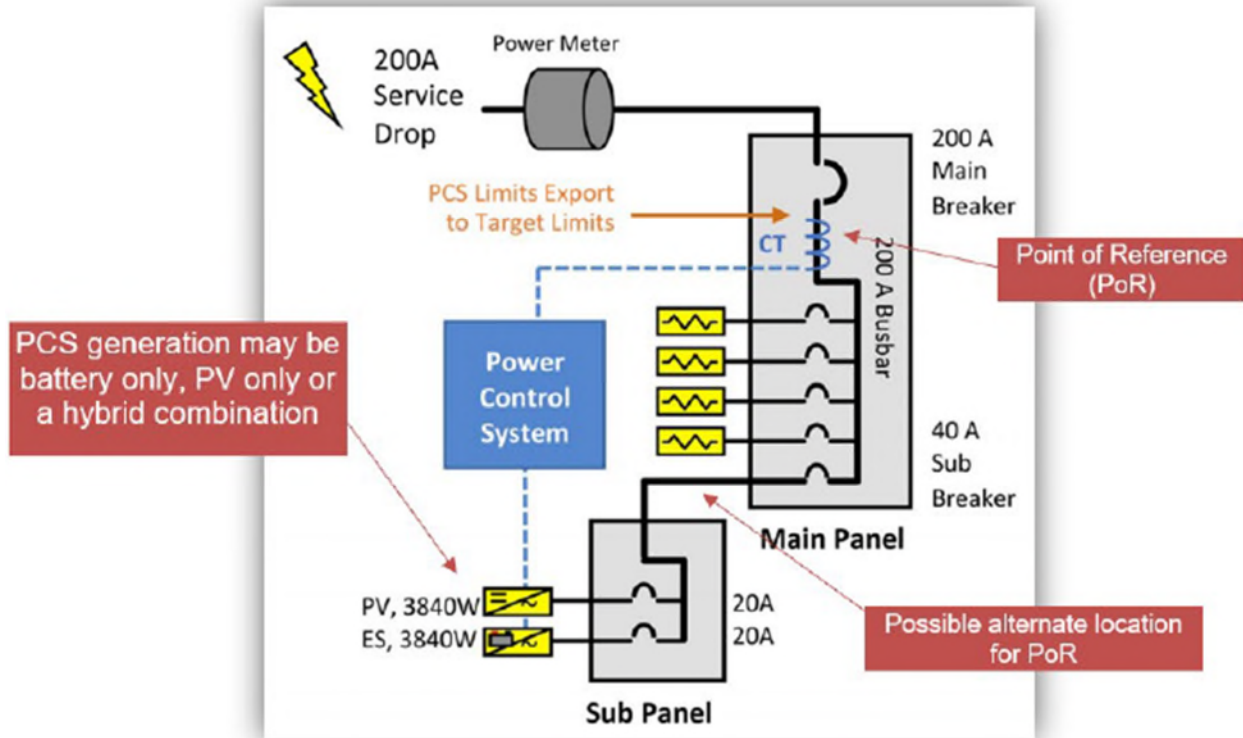 Power Meter
200A
Service
Drop
200 A
Main
Breaker
PCS Limits Export
to Target Limits
CT
200 A Busbar
Point of Reference
(PoR)
PCS generation may be
battery only, PV only or
a hybrid combination
Power
Control
System
40 A
Sub
Breaker
Main Panel
PV, 3840W
20A
ES, 3840W
20A
Possible alternate location
for PoR
Sub Panel